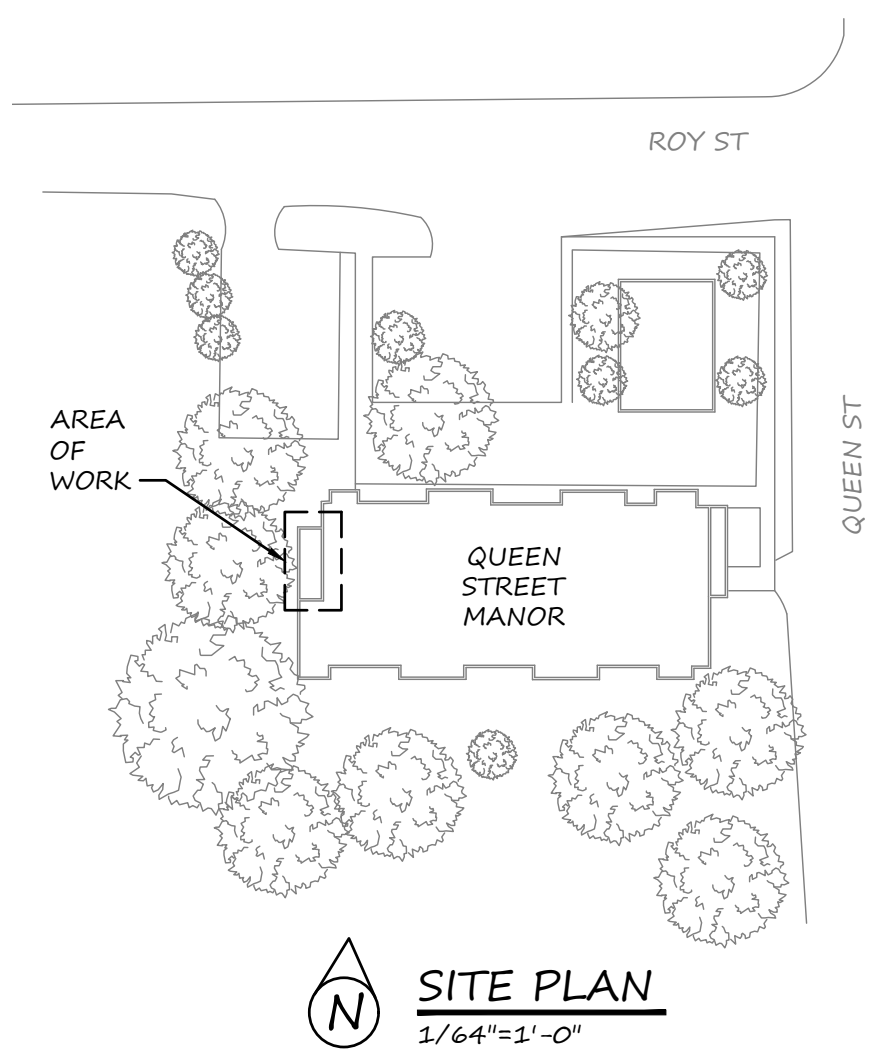 ROY ST
AREA
OF
WORK
QUEEN ST
QUEEN
STREET
MANOR
N
SITE PLAN
1/64"=1'-0"